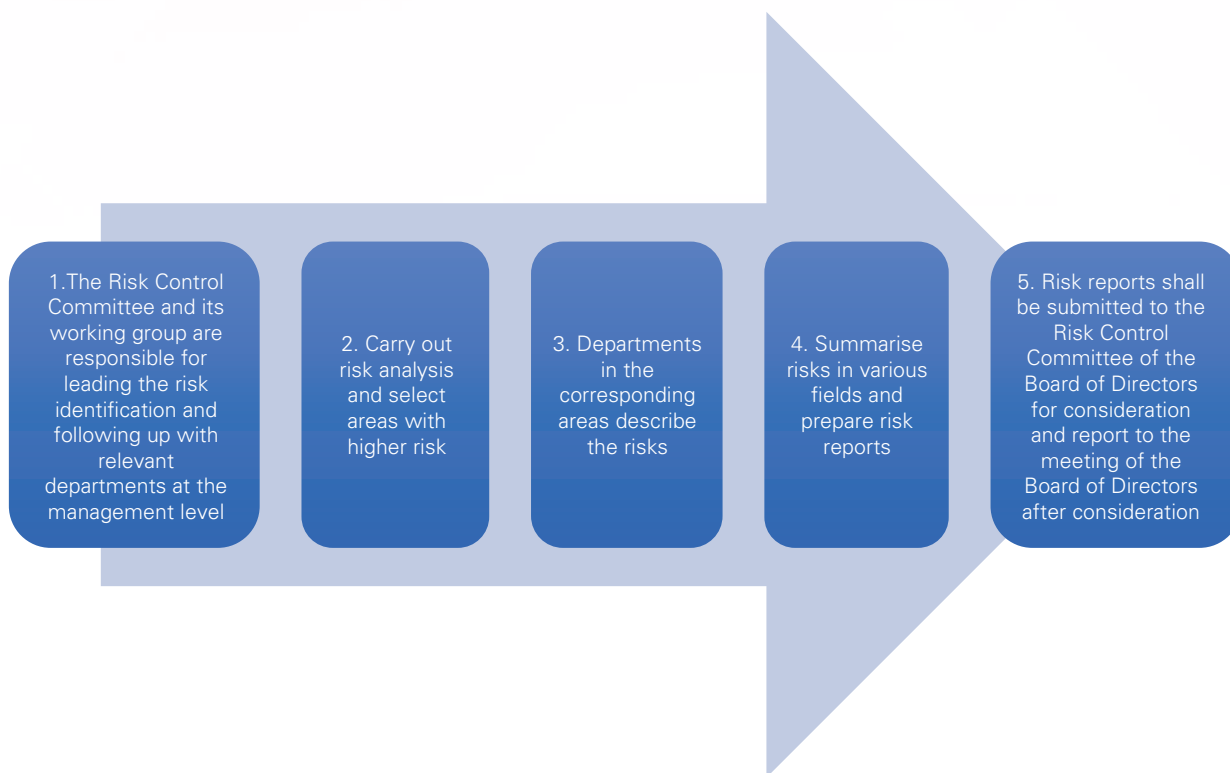 1.The Risk Control
Committee and its
working group are
responsible for
leading the risk
identification and
following up with
relevant
departments at the
management level
2. Carry out
risk analysis
and select
areas with
higher risk
3. Departments
in the
corresponding
areas describe
the risks
4. Summarise
risks in various
fields and
prepare risk
reports
5. Risk reports shall
be submitted to the
Risk Control
Committee of the
Board of Directors
for consideration
and report to the
meeting of the
Board of Directors
after consideration